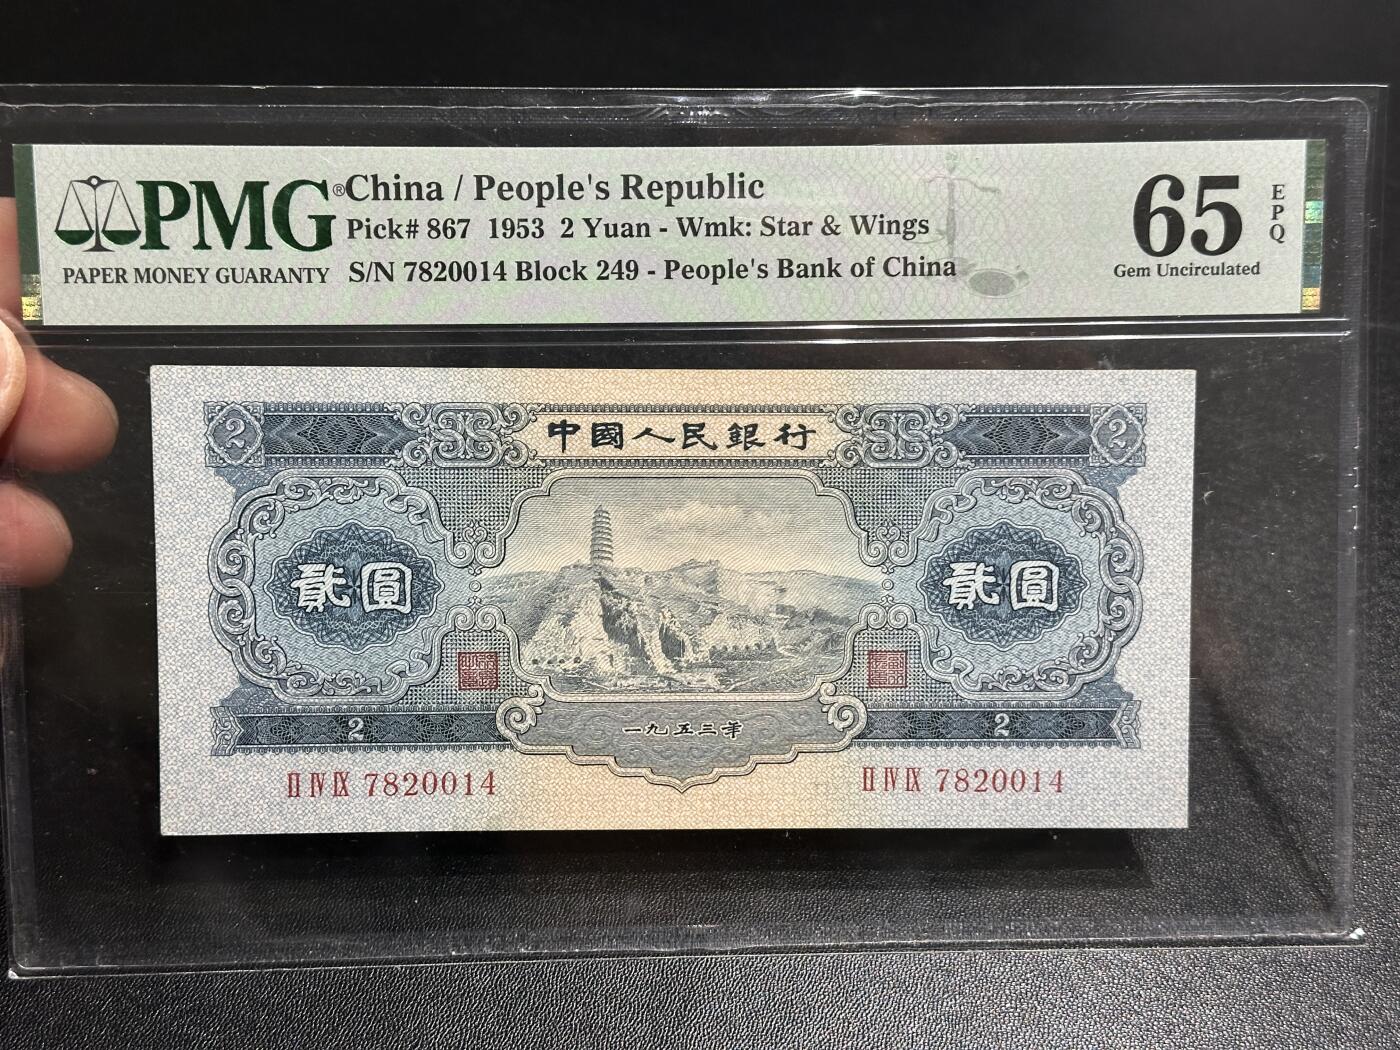 PMG®
PAPER MONEY GUARANTY
China / People's Republic
Pick# 867 1953 2 Yuan - Wmk: Star & Wings
S/N 7820014 Block 249 - People's Bank of China
65
EPQ
Gem Uncirculated
2 中國人民銀行 2
貳圓 貳圓
2 一九五三年 2
II IV IX 7820014 II IV IX 7820014